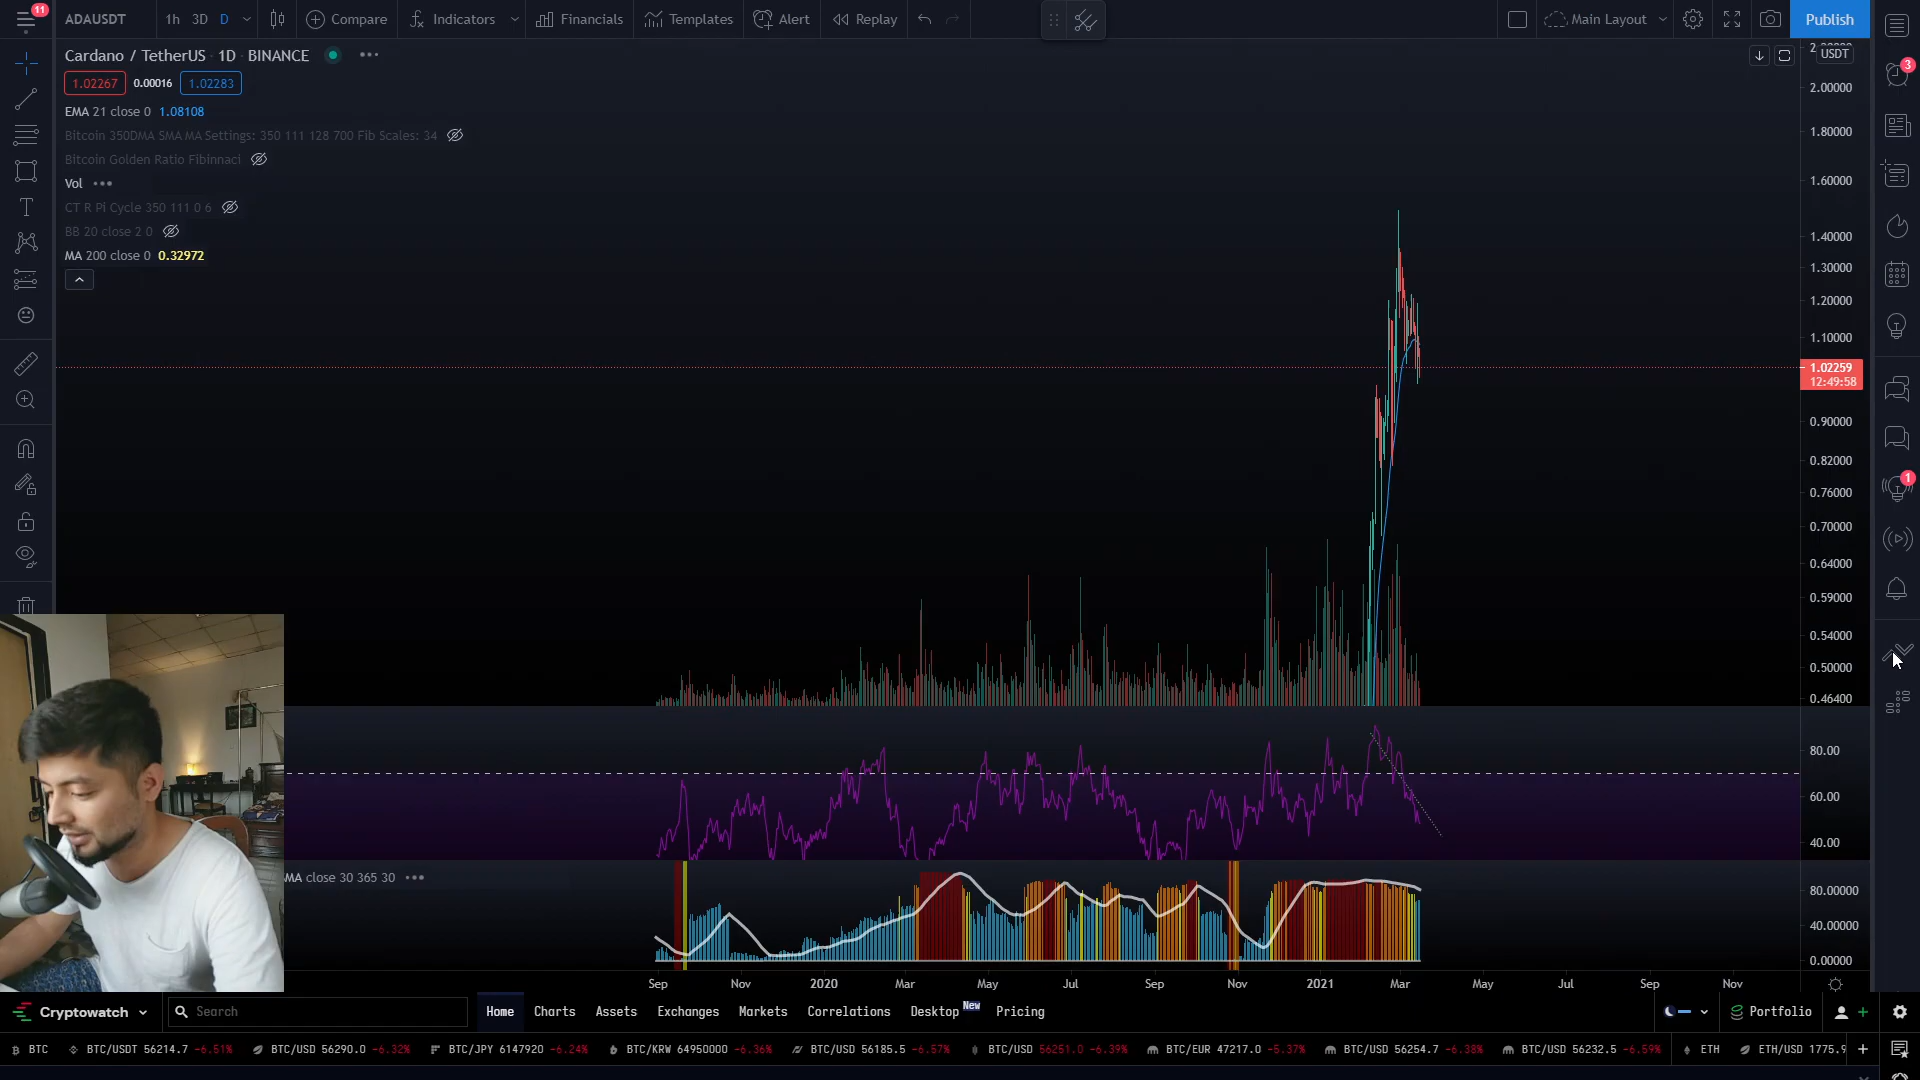 11 ADAUSDT 1h 3D D Compare Indicators Financials Templates Alert Replay Main Layout Publish
Cardano / TetherUS · 1D · BINANCE
1.02267 0.00016 1.02283
EMA 21 close 0 1.08108
Bitcoin 350DMA SMA MA Settings: 350 111 128 700 Fib Scales: 34
Bitcoin Golden Ratio Fibinnaci
Vol
CT R Pi Cycle 350 111 0 6
BB 20 close 2 0
MA 200 close 0 0.32972
USDT
2.00000
1.80000
1.60000
1.40000
1.30000
1.20000
1.10000
1.02259
12:49:58
0.90000
0.82000
0.76000
0.70000
0.64000
0.59000
0.54000
0.50000
0.46400
3
1
80.00
60.00
40.00
MA close 30 365 30
80.00000
40.00000
0.00000
Sep Nov 2020 Mar May Jul Sep Nov 2021 Mar May Jul Sep Nov
Cryptowatch Search Home Charts Assets Exchanges Markets Correlations Desktop New Pricing Portfolio
BTC BTC/USDT 56214.7 -6.51% BTC/USD 56290.0 -6.32% BTC/JPY 6147920 -6.24% BTC/KRW 64950000 -6.36% BTC/USD 56185.5 -6.57% BTC/USD 56251.0 -6.39% BTC/EUR 47217.0 -5.37% BTC/USD 56254.7 -6.38% BTC/USD 56232.5 -6.59% ETH ETH/USD 1775.9